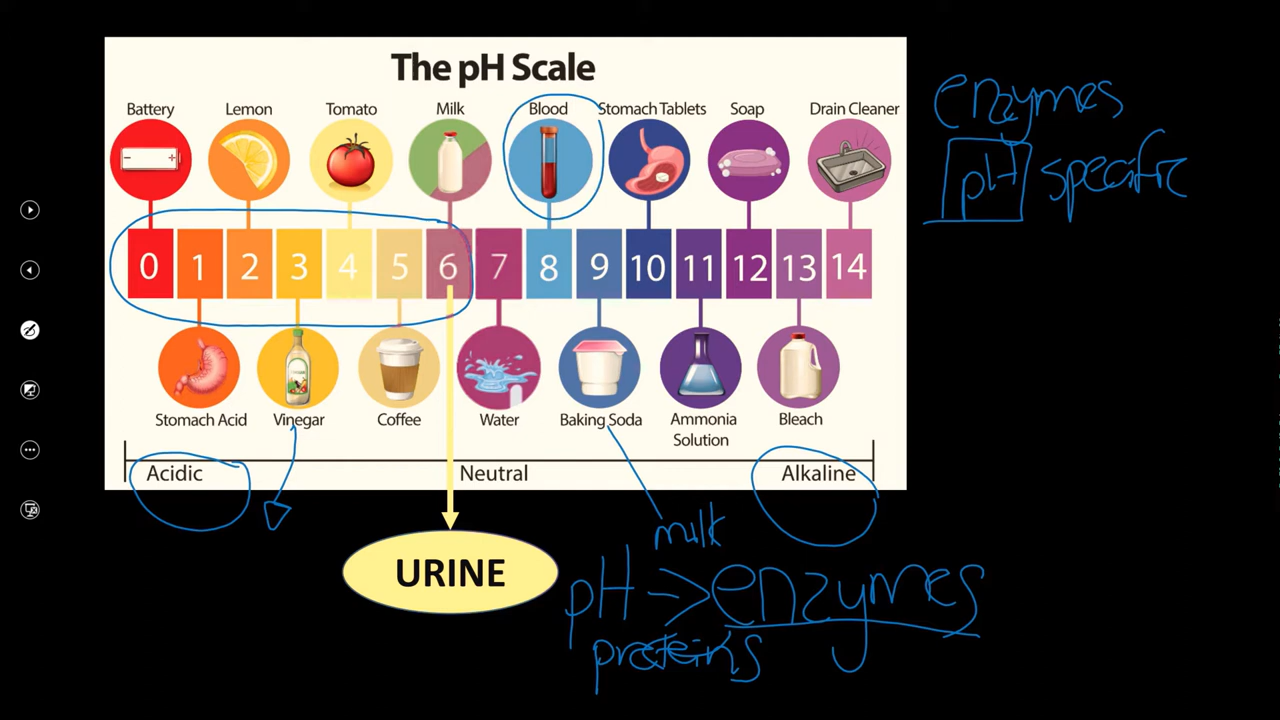 The pH Scale
enzymes
Battery Lemon Tomato Milk Blood Stomach Tablets Soap Drain Cleaner
pH specific
0 1 2 3 4 5 6 7 8 9 10 11 12 13 14
Stomach Acid Vinegar Coffee Water Baking Soda Ammonia Solution Bleach
Acidic Neutral Alkaline
milk
URINE
pH -> enzymes
proteins